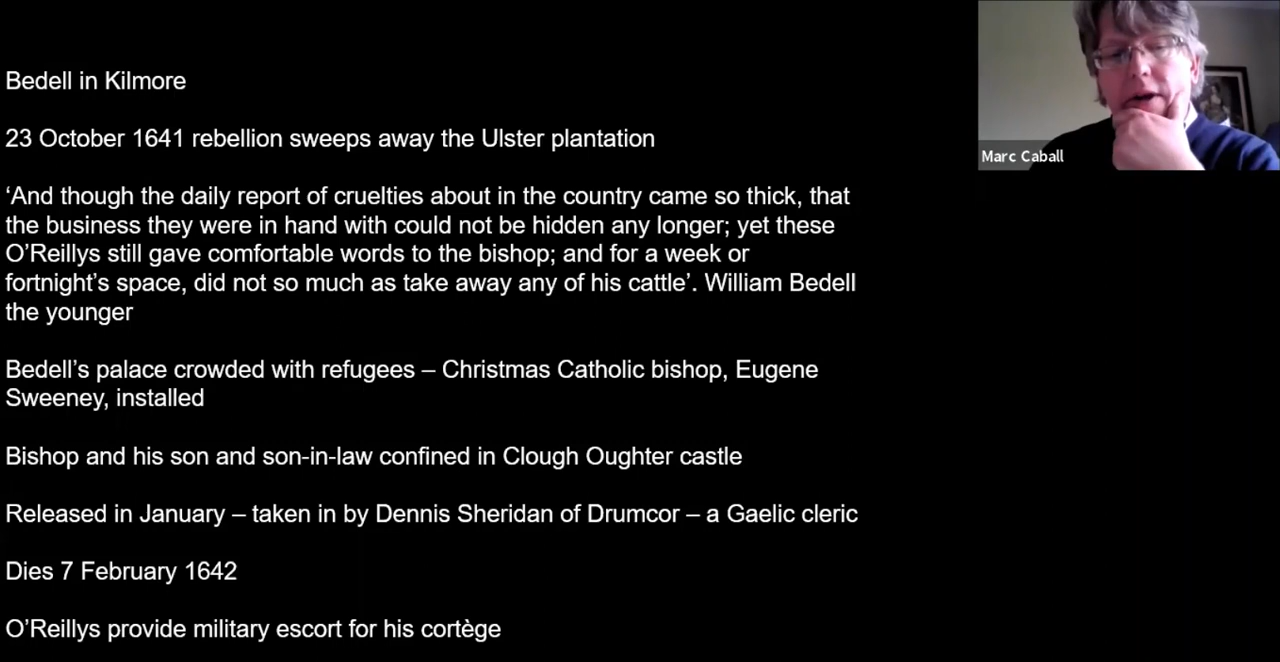 Bedell in Kilmore
23 October 1641 rebellion sweeps away the Ulster plantation
‘And though the daily report of cruelties about in the country came so thick, that
the business they were in hand with could not be hidden any longer; yet these
O’Reillys still gave comfortable words to the bishop; and for a week or
fortnight’s space, did not so much as take away any of his cattle’. William Bedell
the younger
Bedell’s palace crowded with refugees – Christmas Catholic bishop, Eugene
Sweeney, installed
Bishop and his son and son-in-law confined in Clough Oughter castle
Released in January – taken in by Dennis Sheridan of Drumcor – a Gaelic cleric
Dies 7 February 1642
O’Reillys provide military escort for his cortège
Marc Caball